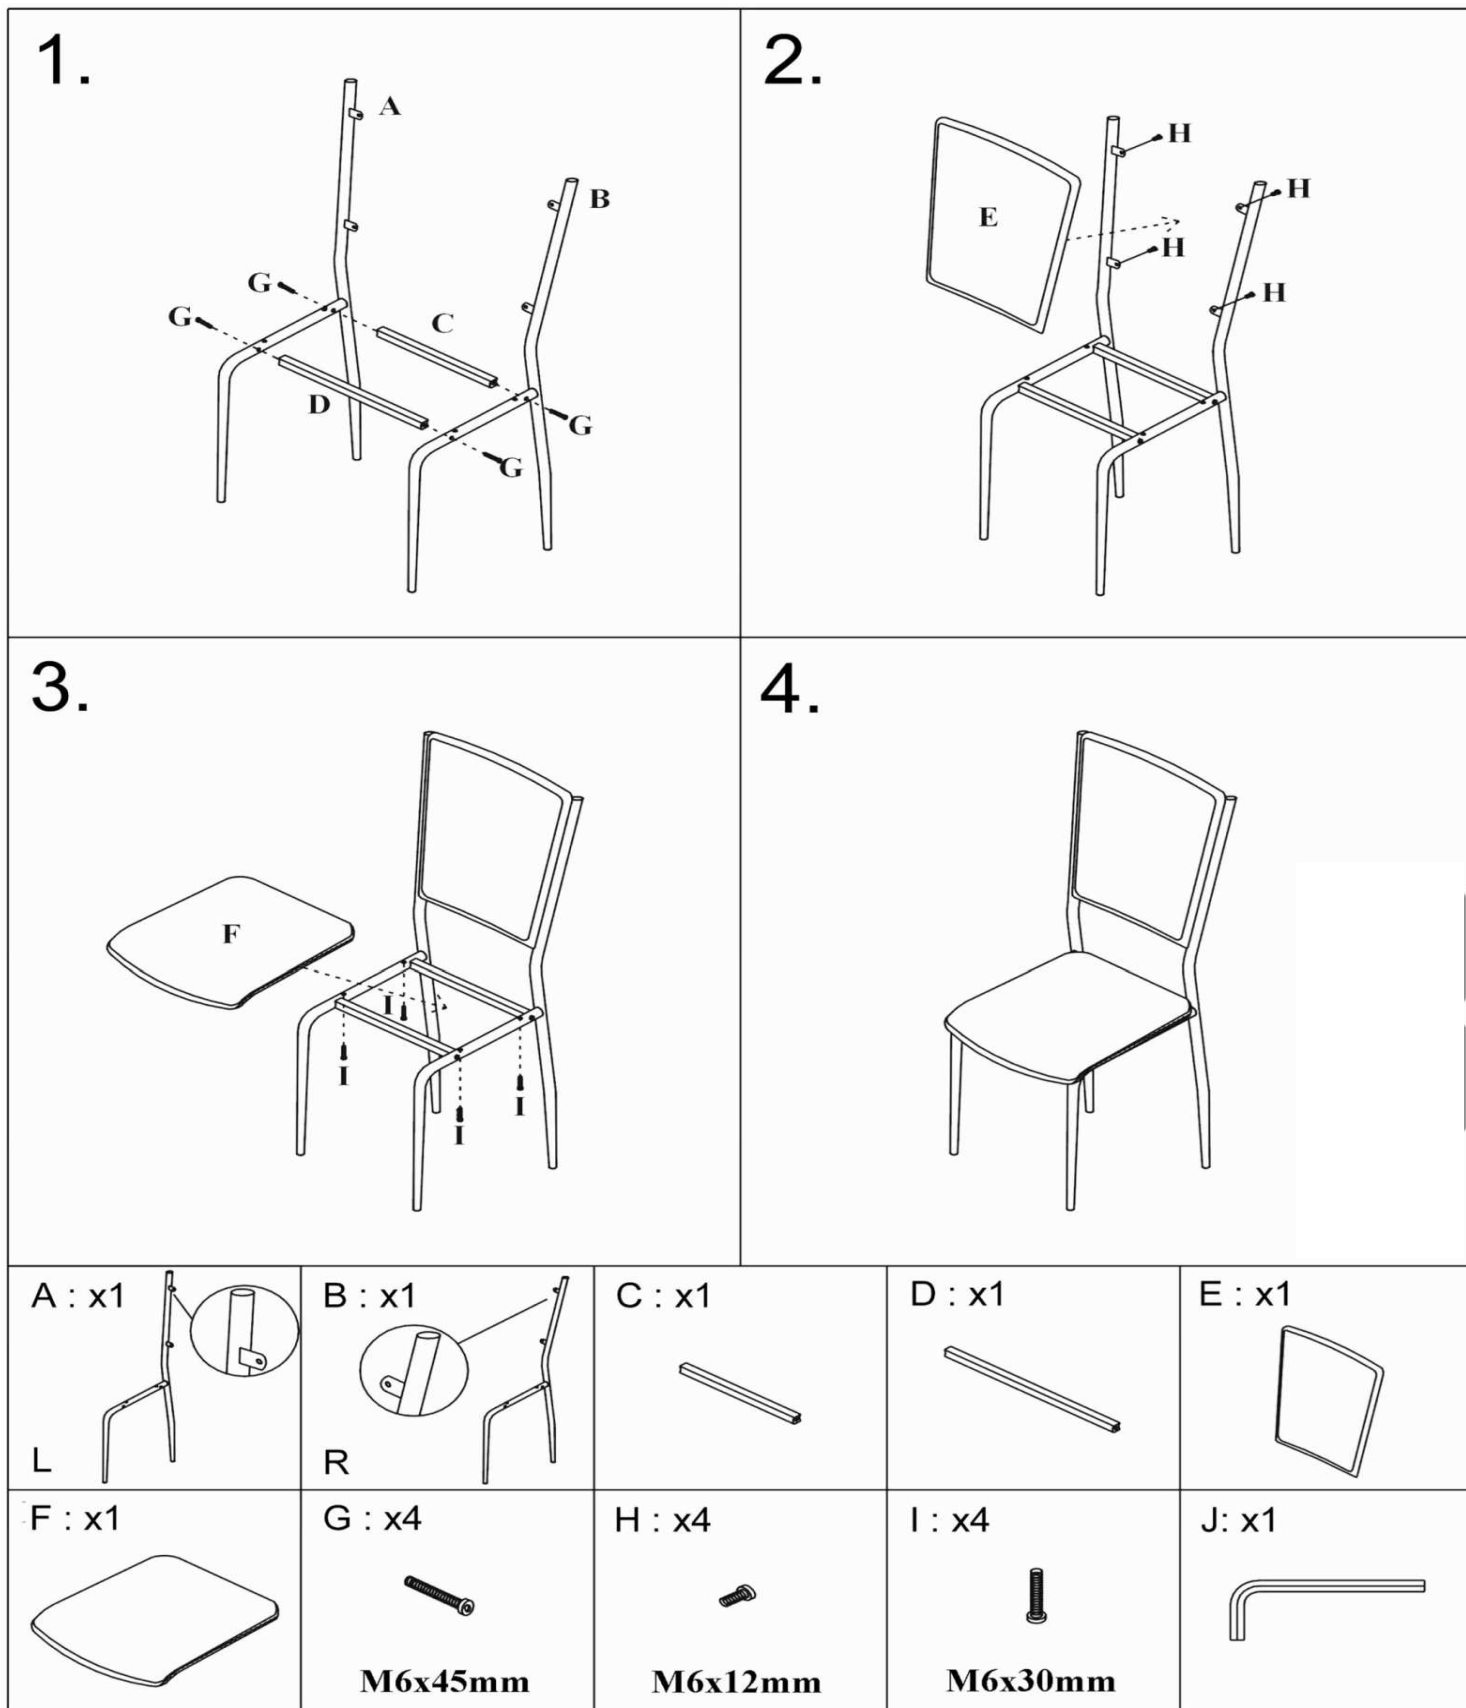 1.
A
B
G
G
C
D
G
G
2.
H
H
E
H
H
3.
F
I
I
I
I
4.
A : x1
L
B : x1
R
C : x1
D : x1
E : x1
F : x1
G : x4
M6x45mm
H : x4
M6x12mm
I : x4
M6x30mm
J: x1